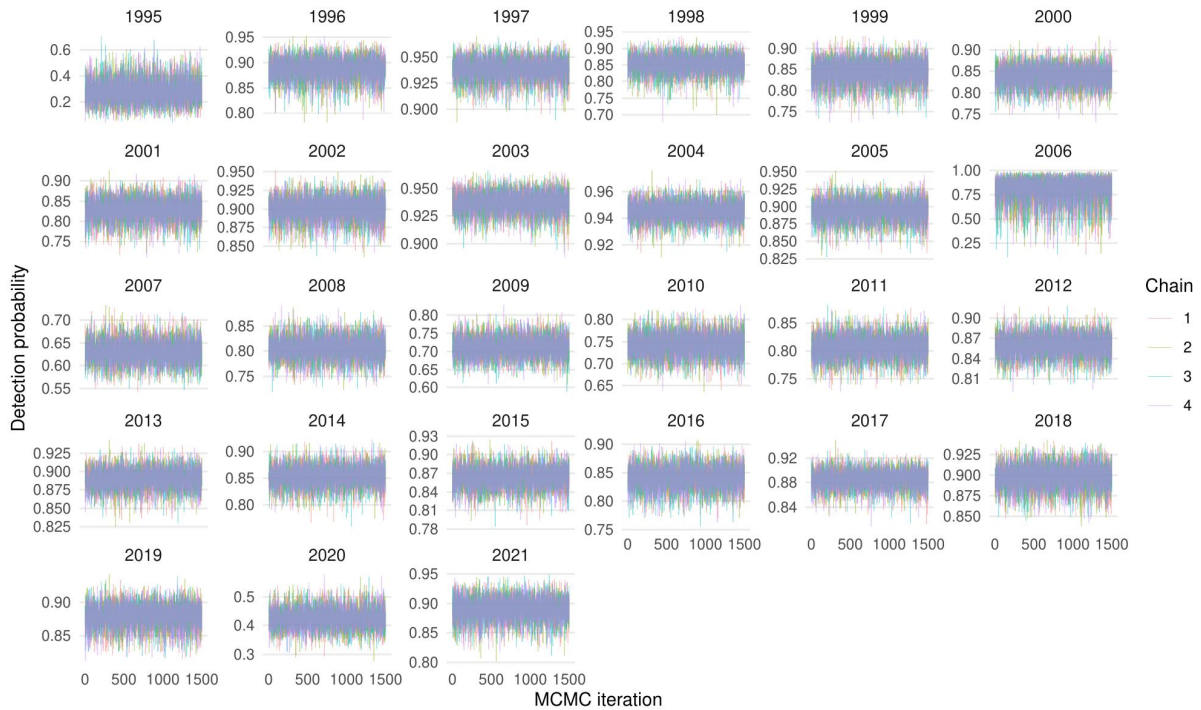 1995 1996 1997 1998 1999 2000
0.6 0.4 0.2
0.95 0.90 0.85 0.80
0.950 0.925 0.900
0.95 0.90 0.85 0.80 0.75 0.70
0.90 0.85 0.80 0.75
0.90 0.85 0.80 0.75
2001 2002 2003 2004 2005 2006
0.90 0.85 0.80 0.75
0.950 0.925 0.900 0.875 0.850
0.950 0.925 0.900
0.96 0.94 0.92
0.950 0.925 0.900 0.875 0.850 0.825
1.00 0.75 0.50 0.25
Detection probability
2007 2008 2009 2010 2011 2012
0.70 0.65 0.60 0.55
0.85 0.80 0.75
0.80 0.75 0.70 0.65 0.60
0.80 0.75 0.70 0.65
0.85 0.80 0.75
0.90 0.87 0.84 0.81
Chain
1
2
3
4
2013 2014 2015 2016 2017 2018
0.925 0.900 0.875 0.850 0.825
0.90 0.85 0.80
0.93 0.90 0.87 0.84 0.81 0.78
0.90 0.85 0.80 0.75
0.92 0.88 0.84
0.925 0.900 0.875 0.850
0 500 1000 1500 0 500 1000 1500 0 500 1000 1500
2019 2020 2021
0.90 0.85
0.5 0.4 0.3
0.95 0.90 0.85 0.80
0 500 1000 1500 0 500 1000 1500 0 500 1000 1500
MCMC iteration